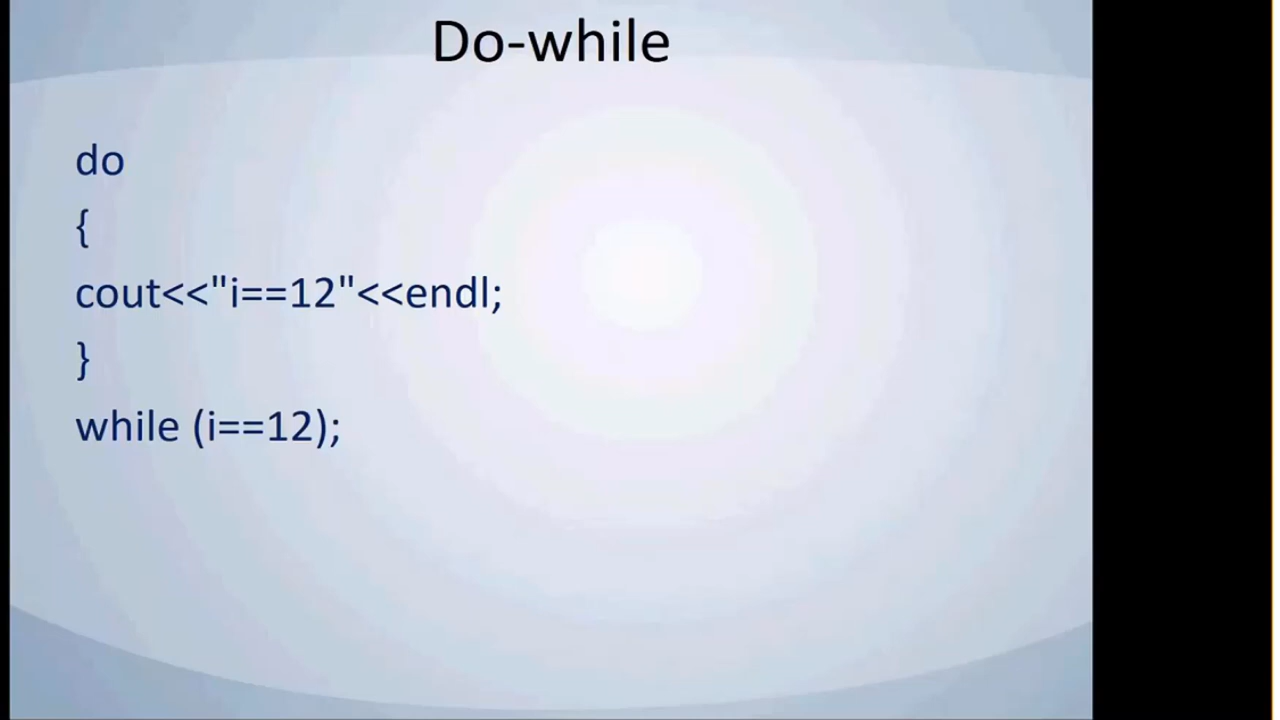 Do-while
do
{
cout<<"i==12"<<endl;
}
while (i==12);